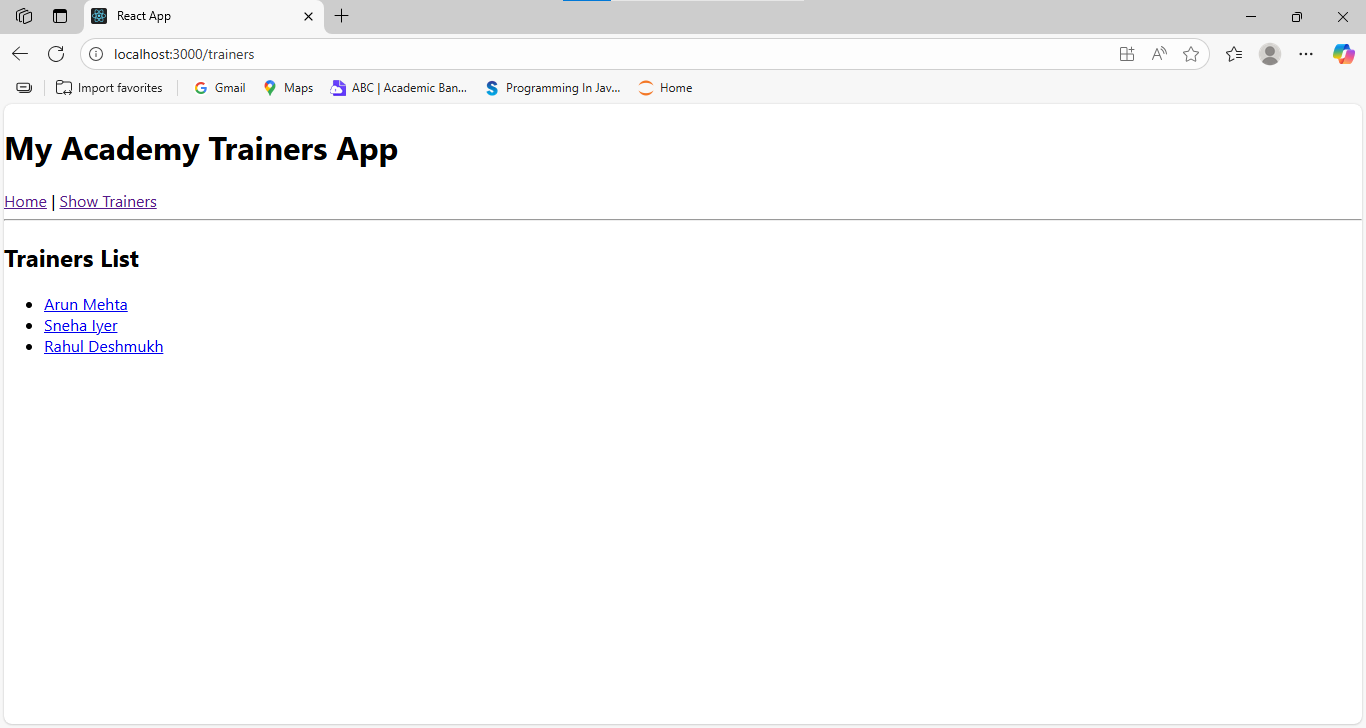 React App
localhost:3000/trainers
Import favorites Gmail Maps ABC | Academic Ban... Programming In Jav... Home
My Academy Trainers App
Home | Show Trainers
Trainers List
Arun Mehta
Sneha Iyer
Rahul Deshmukh